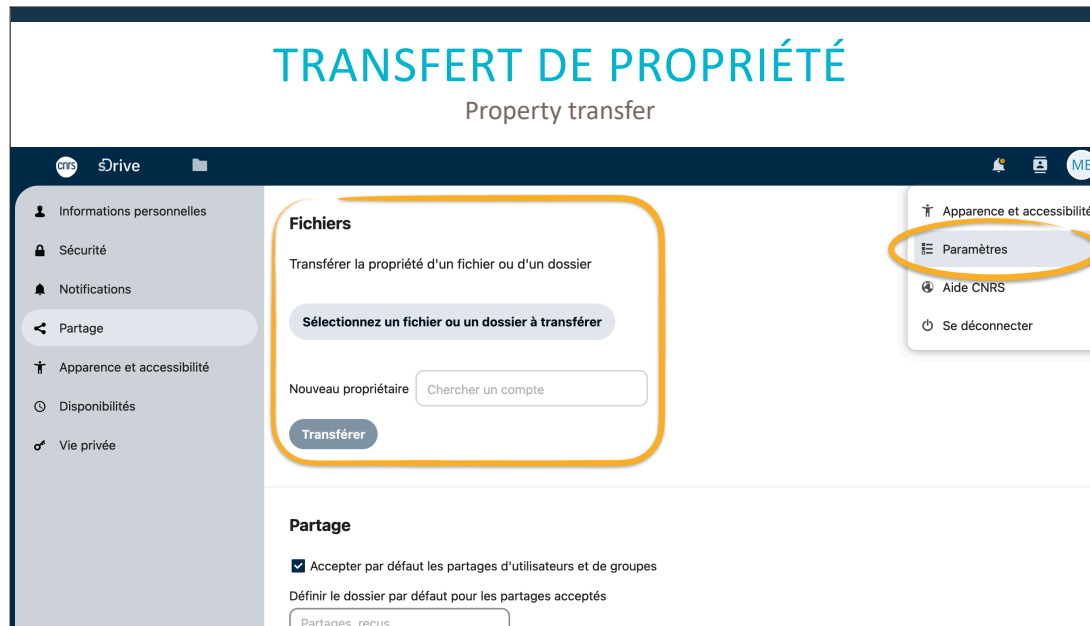 TRANSFERT DE PROPRIÉTÉ
Property transfer
cnrs
Drive
ME
Informations personnelles
Sécurité
Notifications
Partage
Apparence et accessibilité
Disponibilités
Vie privée
Fichiers
Transférer la propriété d'un fichier ou d'un dossier
Sélectionnez un fichier ou un dossier à transférer
Nouveau propriétaire Chercher un compte
Transférer
Apparence et accessibilité
Paramètres
Aide CNRS
Se déconnecter
Partage
Accepter par défaut les partages d'utilisateurs et de groupes
Définir le dossier par défaut pour les partages acceptés
Partages_reçus